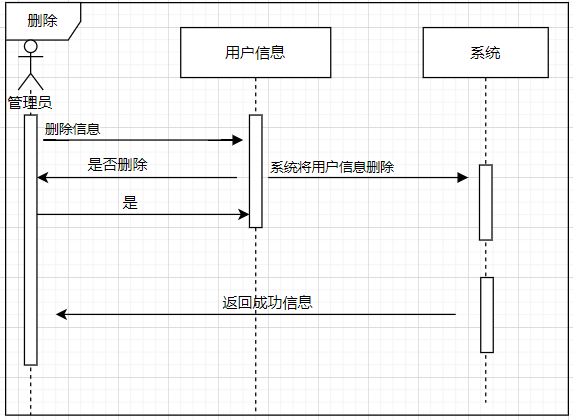 删除
用户信息
系统
管理员
删除信息
是否删除
系统将用户信息删除
是
返回成功信息